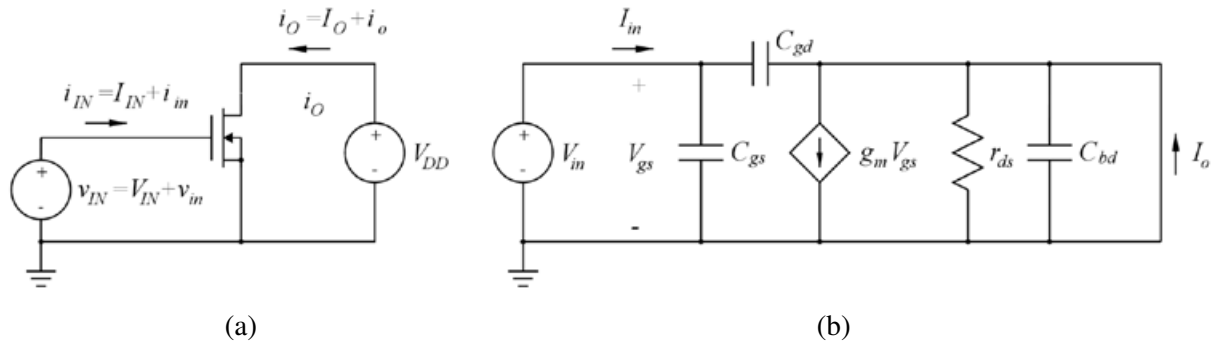 i_O = I_O + i_o
i_IN = I_IN + i_in
i_O
+
-
V_DD
+
-
v_IN = V_IN + v_in
(a)
I_in
C_gd
+
+
-
V_in
V_gs
C_gs
g_m V_gs
r_ds
C_bd
I_o
-
(b)